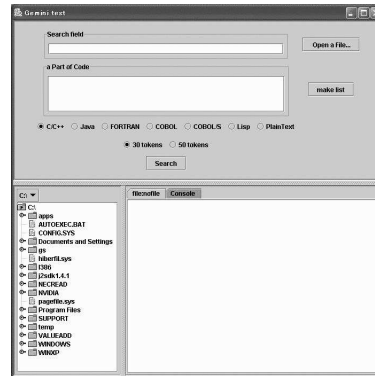 Gemini test
Search field
Open a File...
a Part of Code
make list
C/C++ Java FORTRAN COBOL COBOL/S Lisp PlainText
30 tokens 50 tokens
Search
C:\
file:nofile Console
C:\
apps
AUTOEXEC.BAT
CONFIG.SYS
Documents and Settings
gs
hiberfil.sys
I386
j2sdk1.4.1
NECREAD
NVIDIA
pagefile.sys
Program Files
SUPPORT
temp
VALUEADD
WINDOWS
WINXP